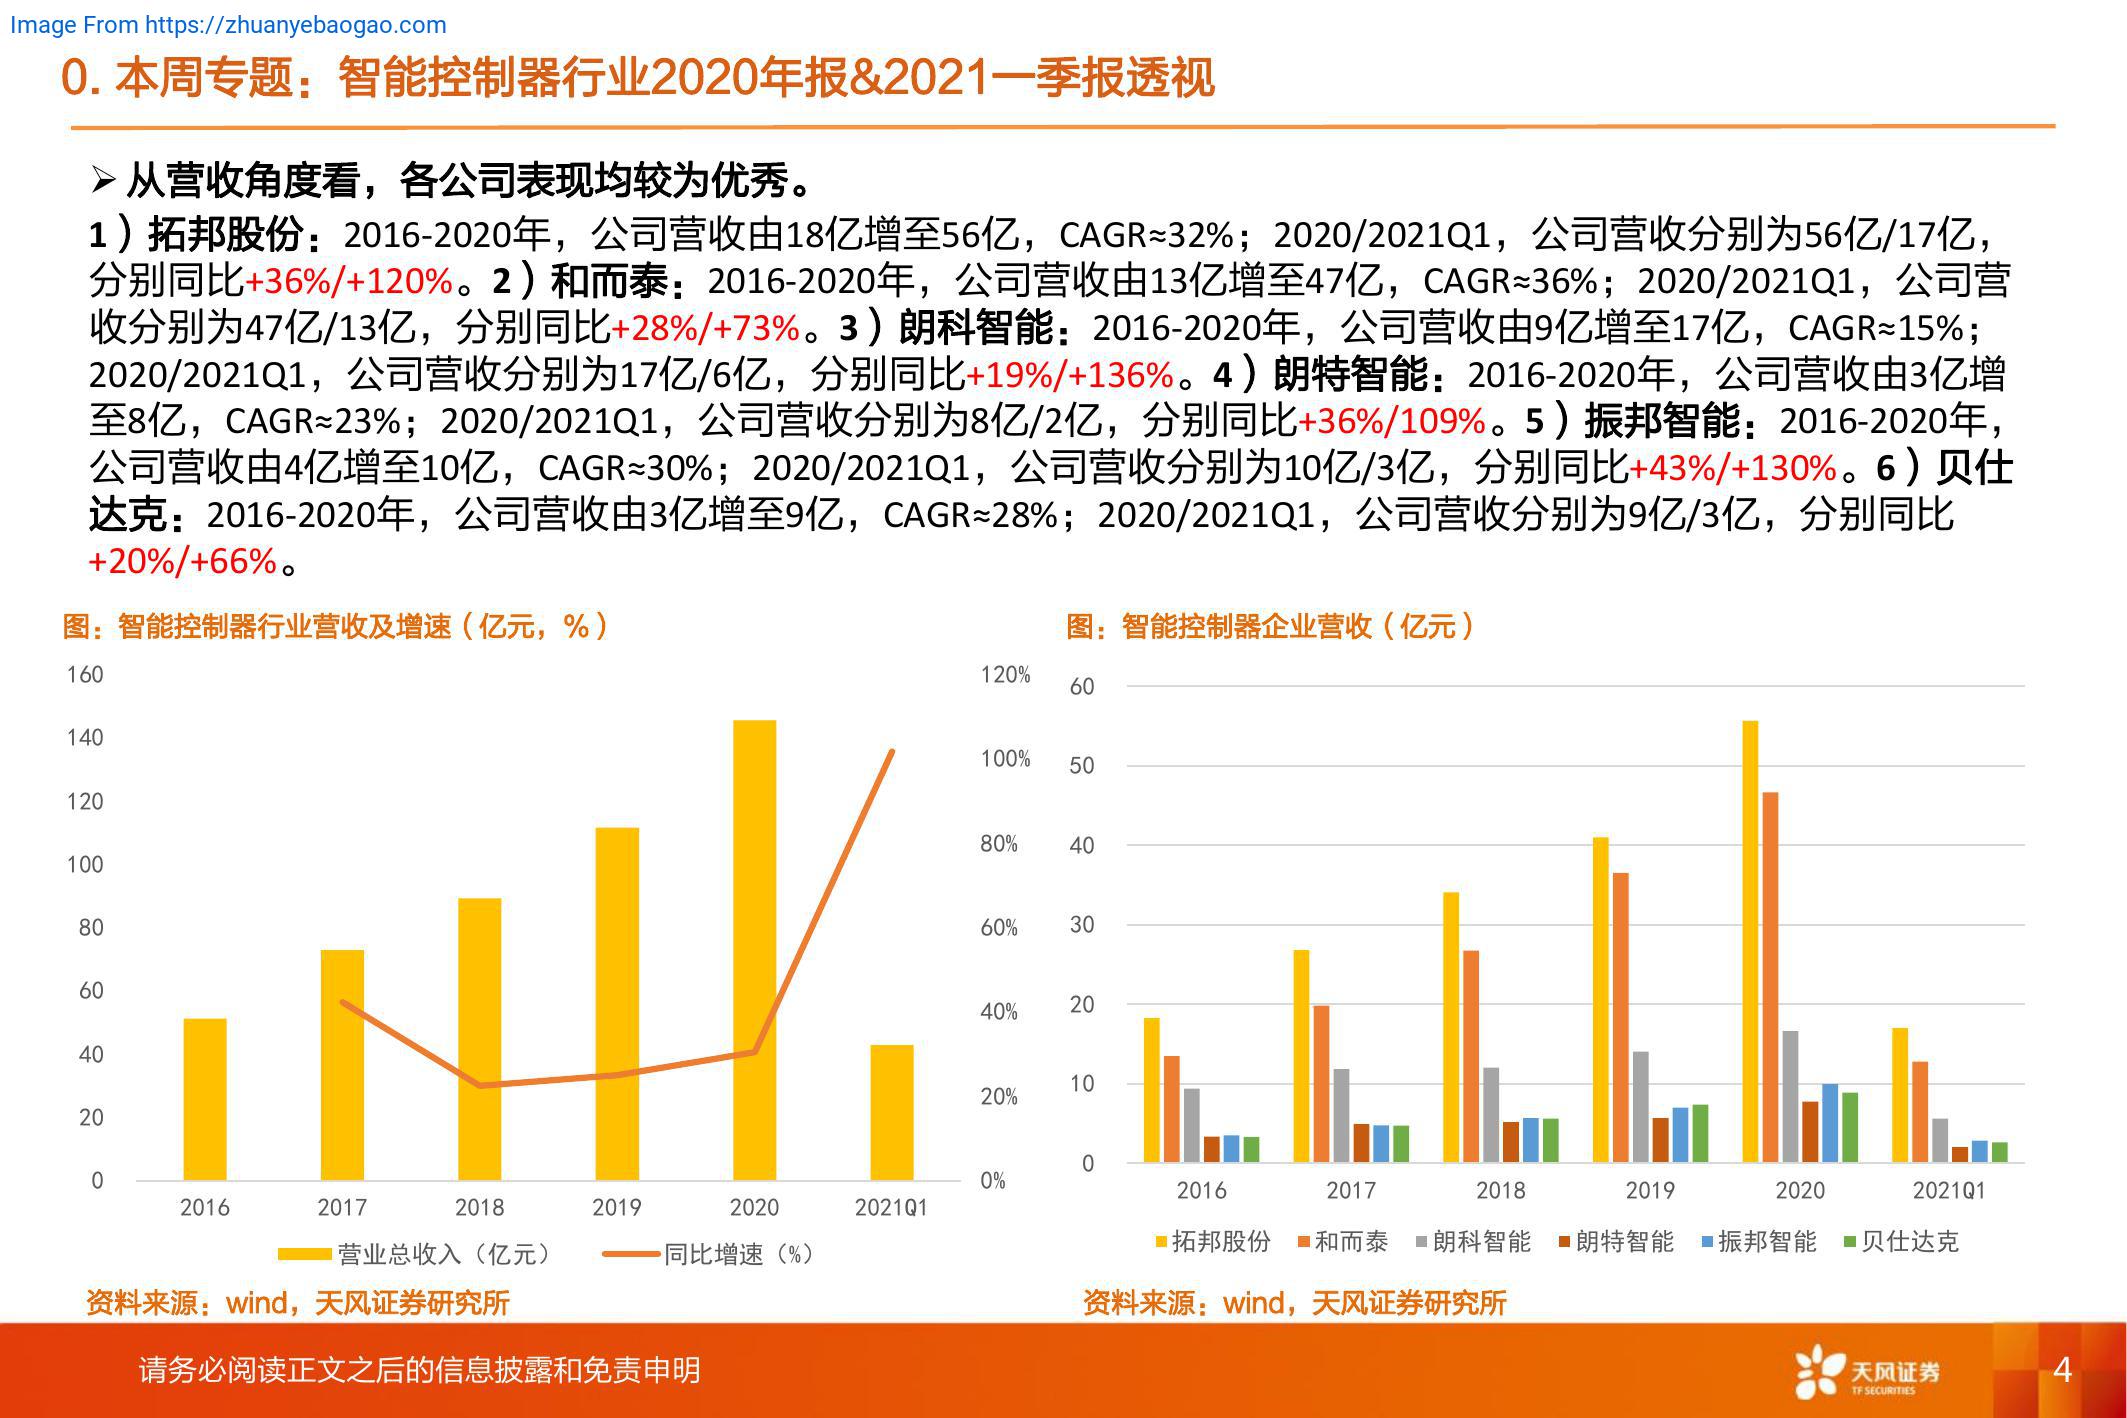 Image From https://zhuanyebaogao.com
0. 本周专题：智能控制器行业2020年报&2021一季报透视
➢ 从营收角度看，各公司表现均较为优秀。
1）拓邦股份：2016-2020年，公司营收由18亿增至56亿，CAGR≈32%；2020/2021Q1，公司营收分别为56亿/17亿，
分别同比+36%/+120%。2）和而泰：2016-2020年，公司营收由13亿增至47亿，CAGR≈36%；2020/2021Q1，公司营
收分别为47亿/13亿，分别同比+28%/+73%。3）朗科智能：2016-2020年，公司营收由9亿增至17亿，CAGR≈15%；
2020/2021Q1，公司营收分别为17亿/6亿，分别同比+19%/+136%。4）朗特智能：2016-2020年，公司营收由3亿增
至8亿，CAGR≈23%；2020/2021Q1，公司营收分别为8亿/2亿，分别同比+36%/109%。5）振邦智能：2016-2020年，
公司营收由4亿增至10亿，CAGR≈30%；2020/2021Q1，公司营收分别为10亿/3亿，分别同比+43%/+130%。6）贝仕
达克：2016-2020年，公司营收由3亿增至9亿，CAGR≈28%；2020/2021Q1，公司营收分别为9亿/3亿，分别同比
+20%/+66%。
图：智能控制器行业营收及增速（亿元，%）
160
140
120
100
80
60
40
20
0
120%
100%
80%
60%
40%
20%
0%
2016 2017 2018 2019 2020 2021Q1
营业总收入（亿元） 同比增速（%）
资料来源：wind，天风证券研究所
图：智能控制器企业营收（亿元）
60
50
40
30
20
10
0
2016 2017 2018 2019 2020 2021Q1
拓邦股份 和而泰 朗科智能 朗特智能 振邦智能 贝仕达克
资料来源：wind，天风证券研究所
请务必阅读正文之后的信息披露和免责申明
天风证券
TF SECURITIES
4